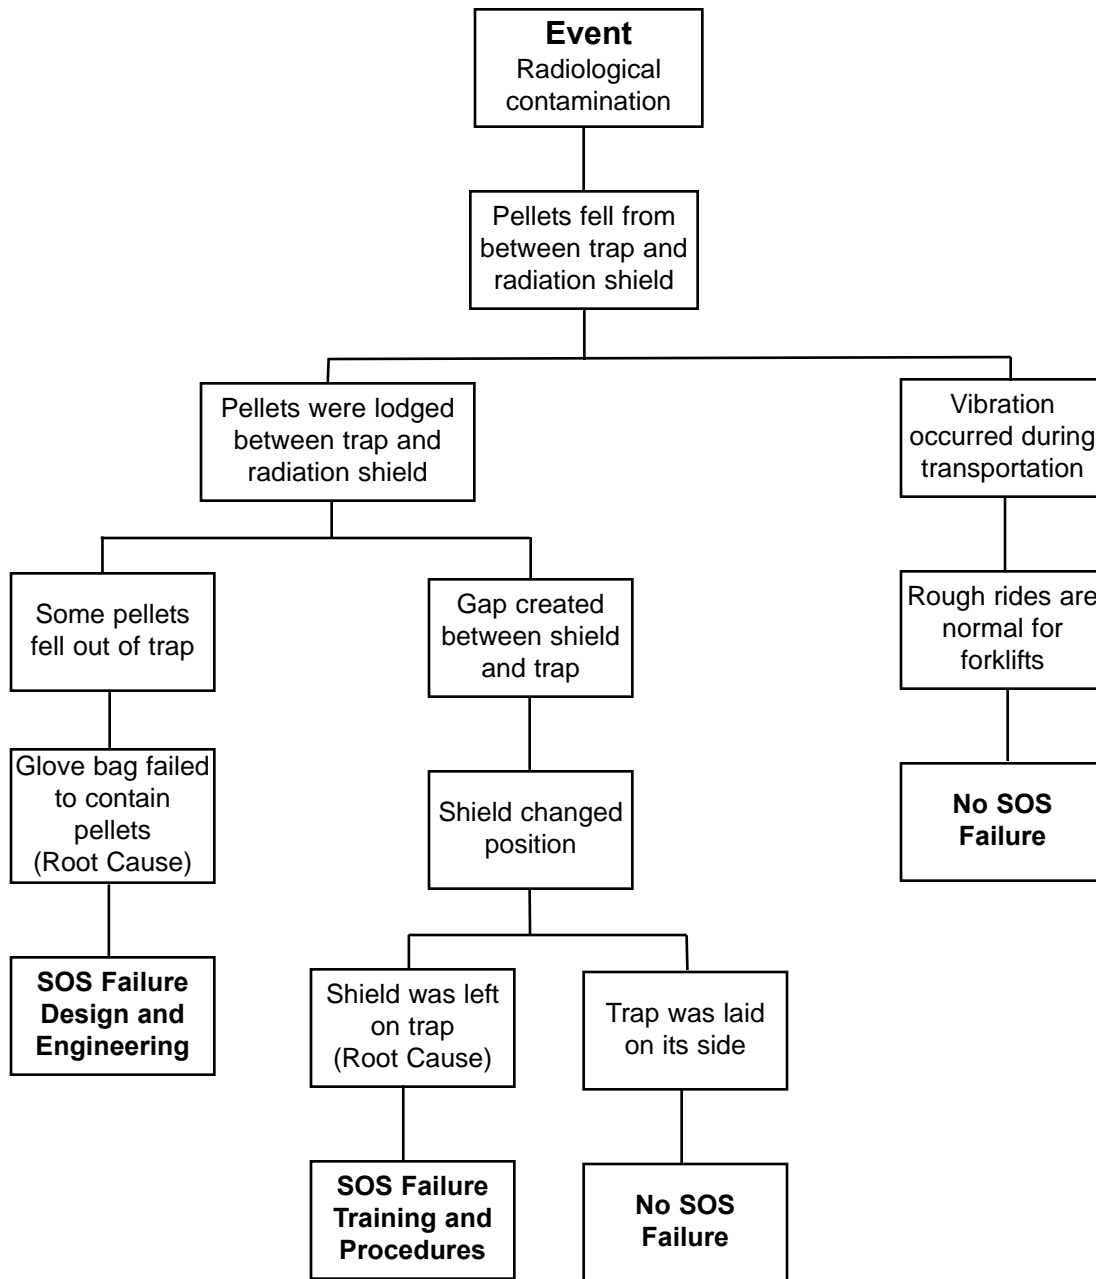 Event
Radiological
contamination
Pellets fell from
between trap and
radiation shield
Pellets were lodged
between trap and
radiation shield
Vibration
occurred during
transportation
Some pellets
fell out of trap
Gap created
between shield
and trap
Rough rides are
normal for
forklifts
Glove bag failed
to contain
pellets
(Root Cause)
Shield changed
position
No SOS
Failure
SOS Failure
Design and
Engineering
Shield was left
on trap
(Root Cause)
Trap was laid
on its side
SOS Failure
Training and
Procedures
No SOS
Failure